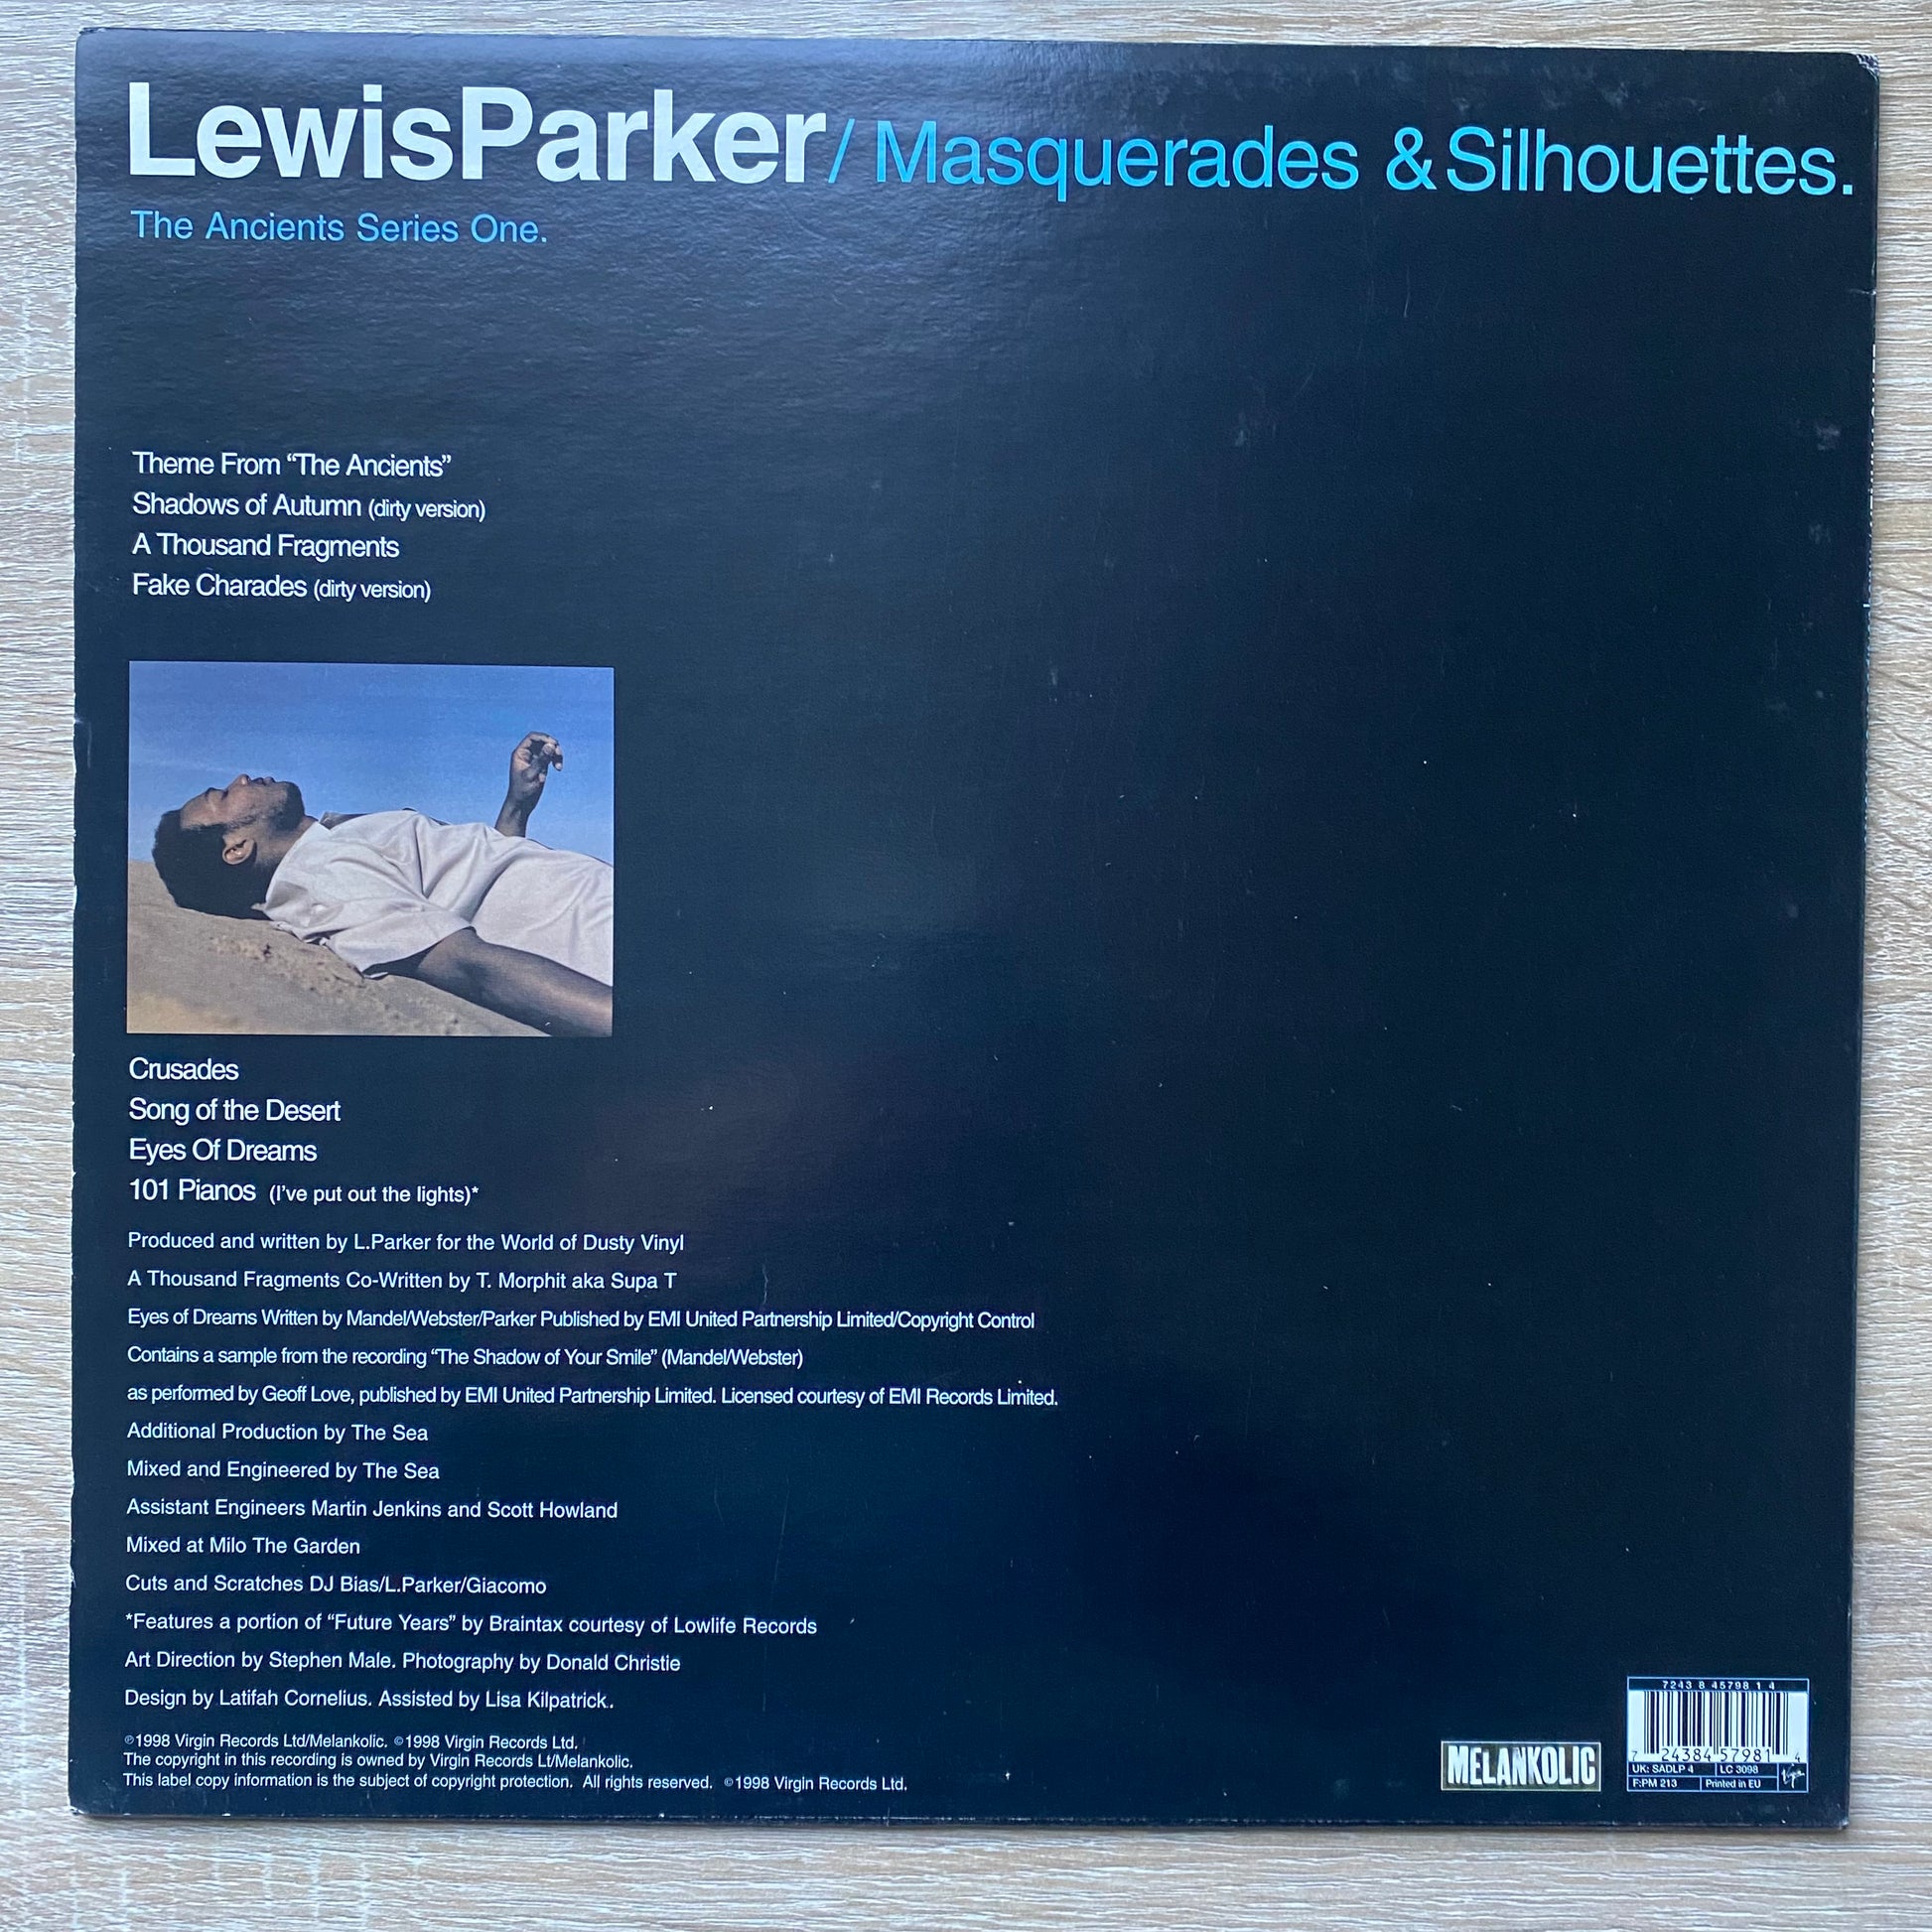 LewisParker/ Masquerades & Silhouettes.
The Ancients Series One.
Theme From “The Ancients”
Shadows of Autumn (dirty version)
A Thousand Fragments
Fake Charades (dirty version)
Crusades
Song of the Desert
Eyes Of Dreams
101 Pianos (I’ve put out the lights)*
Produced and written by L.Parker for the World of Dusty Vinyl
A Thousand Fragments Co-Written by T. Morphit aka Supa T
Eyes of Dreams Written by Mandel/Webster/Parker Published by EMI United Partnership Limited/Copyright Control
Contains a sample from the recording “The Shadow of Your Smile” (Mandel/Webster)
as performed by Geoff Love, published by EMI United Partnership Limited. Licensed courtesy of EMI Records Limited.
Additional Production by The Sea
Mixed and Engineered by The Sea
Assistant Engineers Martin Jenkins and Scott Howland
Mixed at Milo The Garden
Cuts and Scratches DJ Bias/L.Parker/Giacomo
*Features a portion of “Future Years” by Braintax courtesy of Lowlife Records
Art Direction by Stephen Male. Photography by Donald Christie
Design by Latifah Cornelius. Assisted by Lisa Kilpatrick.
℗1998 Virgin Records Ltd/Melankolic. ©1998 Virgin Records Ltd.
The copyright in this recording is owned by Virgin Records Lt/Melankolic.
This label copy information is the subject of copyright protection. All rights reserved. ©1998 Virgin Records Ltd.
MELANKOLIC
7243 8 45798 1 4
7 24384 57981 4
UK: SADLP 4 LC 3098
F:PM 213 Printed in EU
Virgin